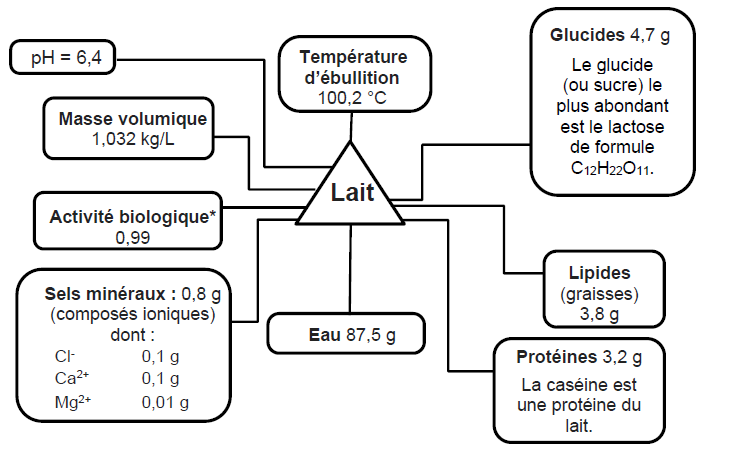 pH = 6,4
Température
d'ébullition
100,2 °C
Glucides 4,7 g
Le glucide
(ou sucre) le
plus abondant
est le lactose
de formule
C₁₂H₂₂O₁₁.
Masse volumique
1,032 kg/L
Lait
Activité biologique*
0,99
Lipides
(graisses)
3,8 g
Sels minéraux : 0,8 g
(composés ioniques)
dont :
Cl⁻ 0,1 g
Ca²⁺ 0,1 g
Mg²⁺ 0,01 g
Eau 87,5 g
Protéines 3,2 g
La caséine est
une protéine du
lait.